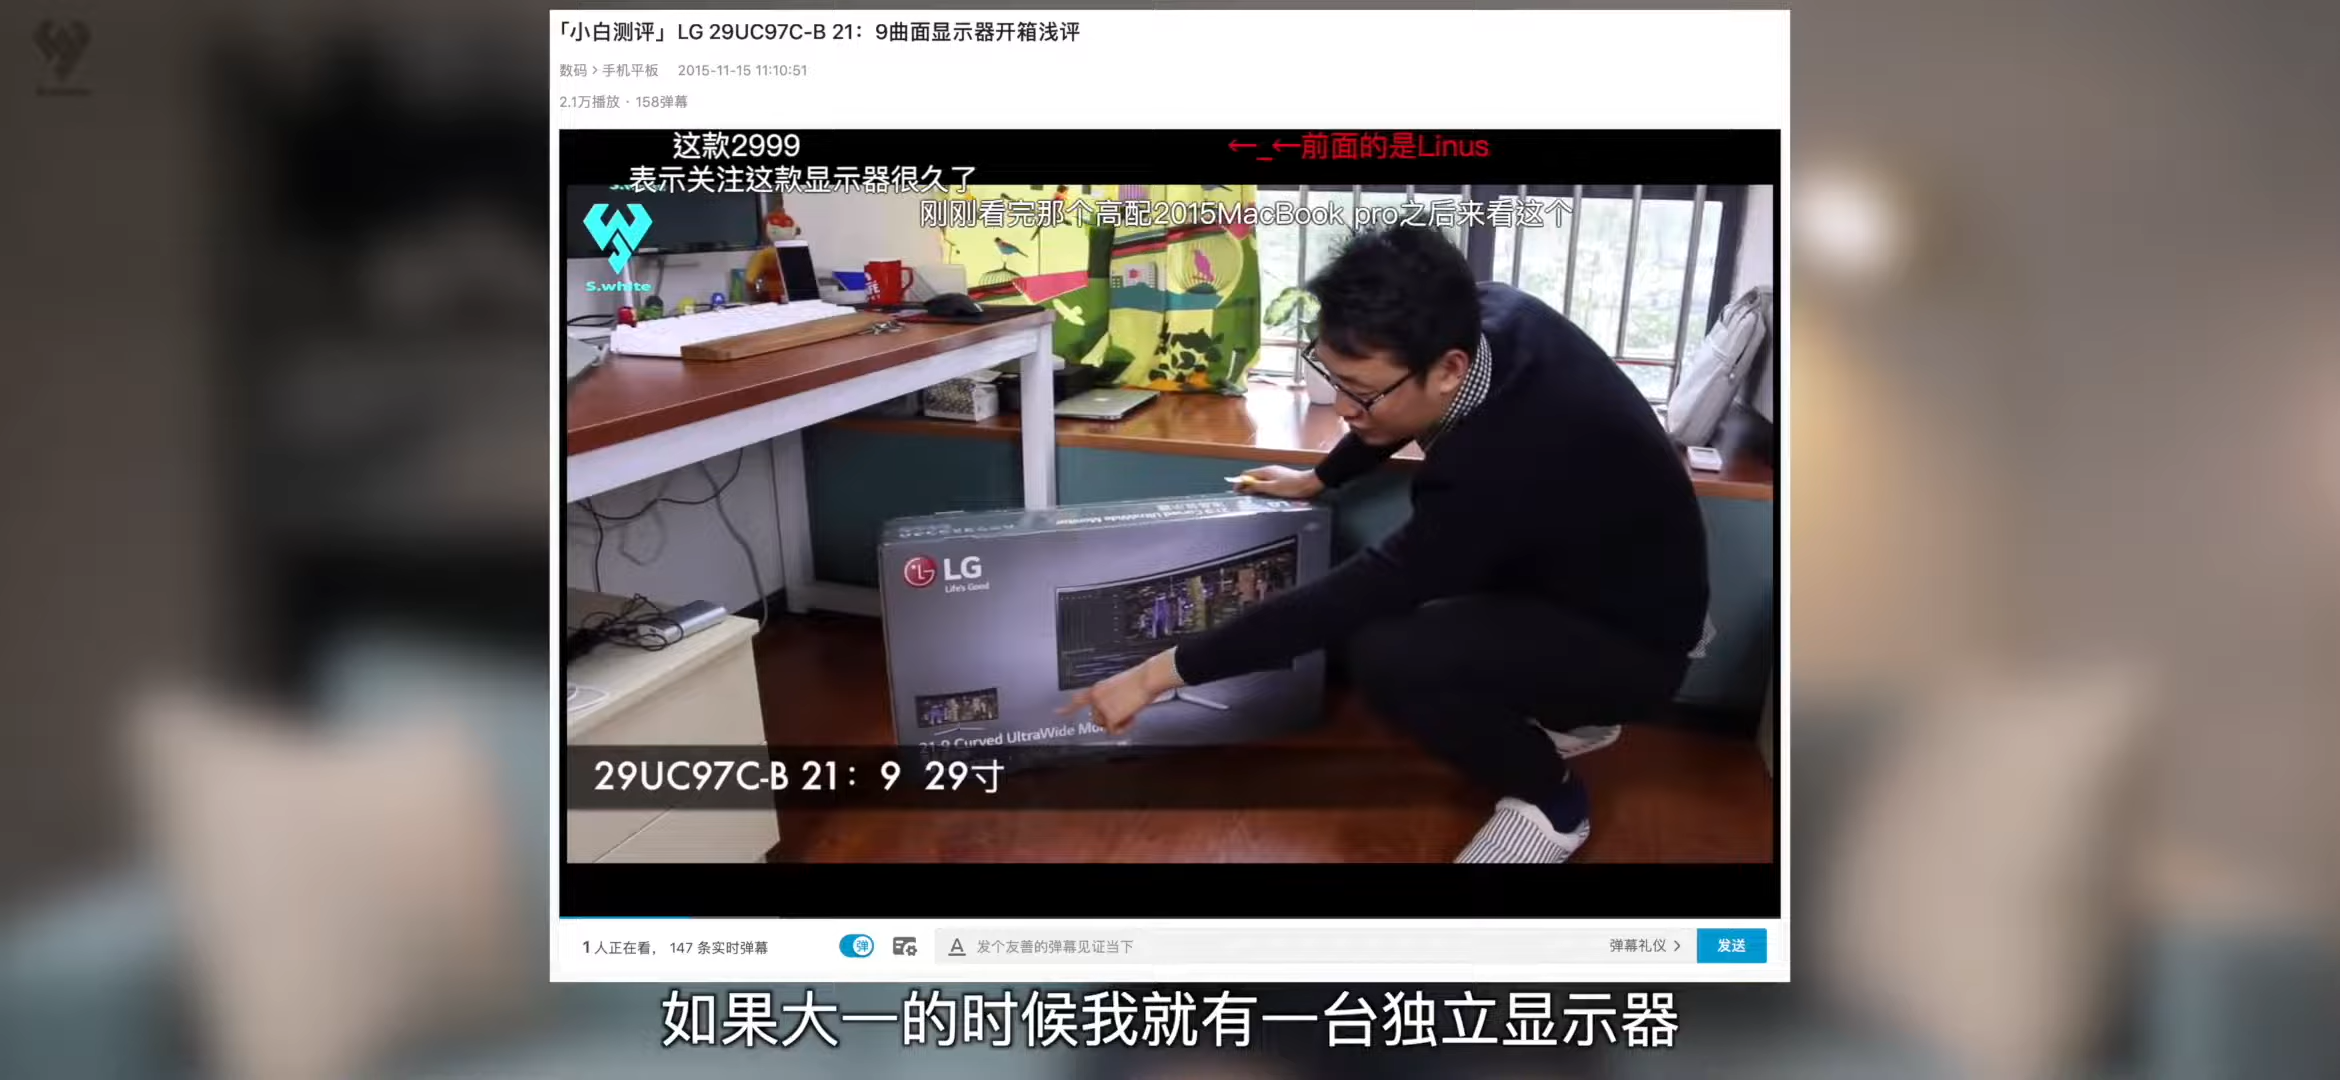 「小白测评」LG 29UC97C-B 21：9曲面显示器开箱浅评
数码 > 手机平板 2015-11-15 11:10:51
2.1万播放 · 158弹幕
这款2999
←_←前面的是Linus
表示关注这款显示器很久了
刚刚看完那个高配2015MacBook pro之后来看这个
S.white
LG
Life's Good
21:9 Curved UltraWide
29UC97C-B 21：9 29寸
1 人正在看， 147 条实时弹幕
弹
A 发个友善的弹幕见证当下
弹幕礼仪 >
发送
如果大一的时候我就有一台独立显示器